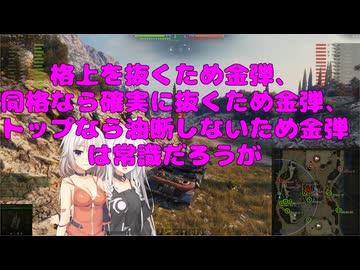 格上を抜くため金弾、
同格なら確実に抜くため金弾、
トップなら油断しないため金弾
は常識だろうが